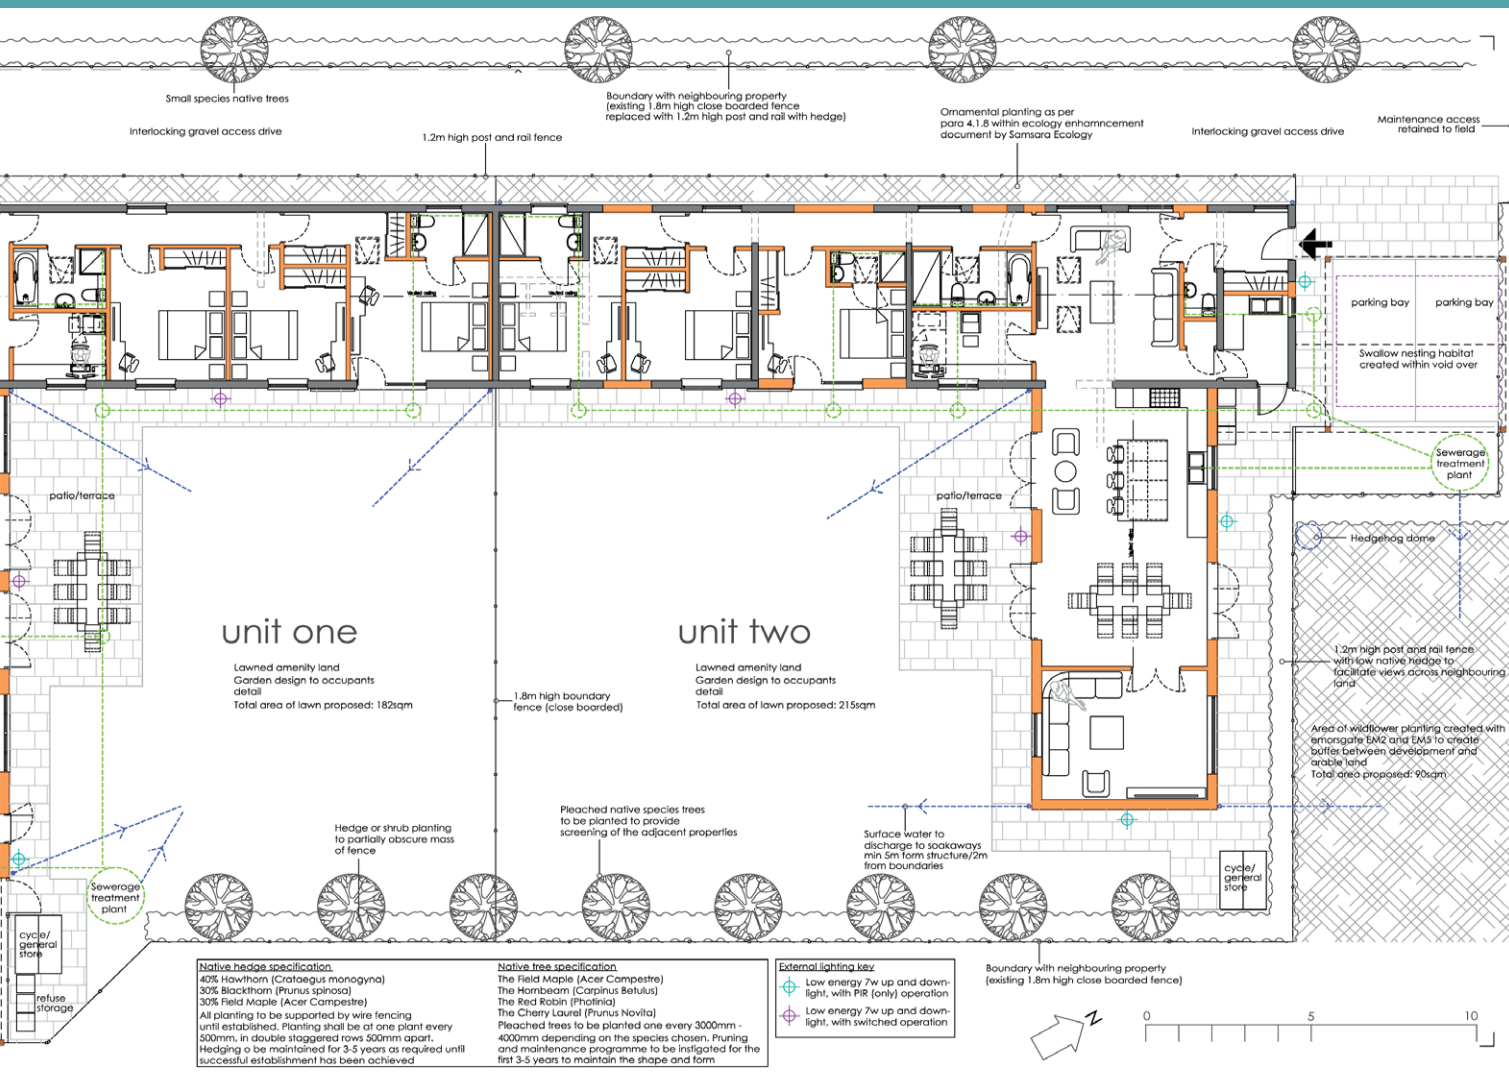 Small species native trees
Interlocking gravel access drive
1.2m high post and rail fence
Boundary with neighbouring property
(existing 1.8m high close boarded fence
replaced with 1.2m high post and rail with hedge)
Ornamental planting as per
para 4.1.8 within ecology enhamncement
document by Samsara Ecology
Interlocking gravel access drive
Maintenance access
retained to field
parking bay
parking bay
Swallow nesting habitat
created within void over
Sewerage
treatment
plant
Hedgehog dome
patio/terrace
patio/terrace
unit one
Lawned amenity land
Garden design to occupants
detail
Total area of lawn proposed: 182sqm
1.8m high boundary
fence (close boarded)
unit two
Lawned amenity land
Garden design to occupants
detail
Total area of lawn proposed: 215sqm
1.2m high post and rail fence
with low native hedge to
facilitate views across neighbouring
land
Area of wildflower planting created with
emorsgate EM2 and EM5 to create
buffer between development and
arable land
Total area proposed: 90sqm
Hedge or shrub planting
to partially obscure mass
of fence
Pleached native species trees
to be planted to provide
screening of the adjacent properties
Surface water to
discharge to soakaways
min 5m form structure/2m
from boundaries
cycle/
general
store
Sewerage
treatment
plant
cycle/
general
store
refuse
storage
Native hedge specification
40% Hawthorn (Crataegus monogyna)
30% Blackthorn (Prunus spinosa)
30% Field Maple (Acer Campestre)
All planting to be supported by wire fencing
until established. Planting shall be at one plant every
500mm, in double staggered rows 500mm apart.
Hedging o be maintained for 3-5 years as required until
successful establishment has been achieved
Native tree specification
The Field Maple (Acer Campestre)
The Hornbeam (Carpinus Betulus)
The Red Robin (Photinia)
The Cherry Laurel (Prunus Novita)
Pleached trees to be planted one every 3000mm -
4000mm depending on the species chosen. Pruning
and maintenance programme to be instigated for the
first 3-5 years to maintain the shape and form
External lighting key
Low energy 7w up and down-
light, with PIR (only) operation
Low energy 7w up and down-
light, with switched operation
Boundary with neighbouring property
(existing 1.8m high close boarded fence)
N
0 5 10